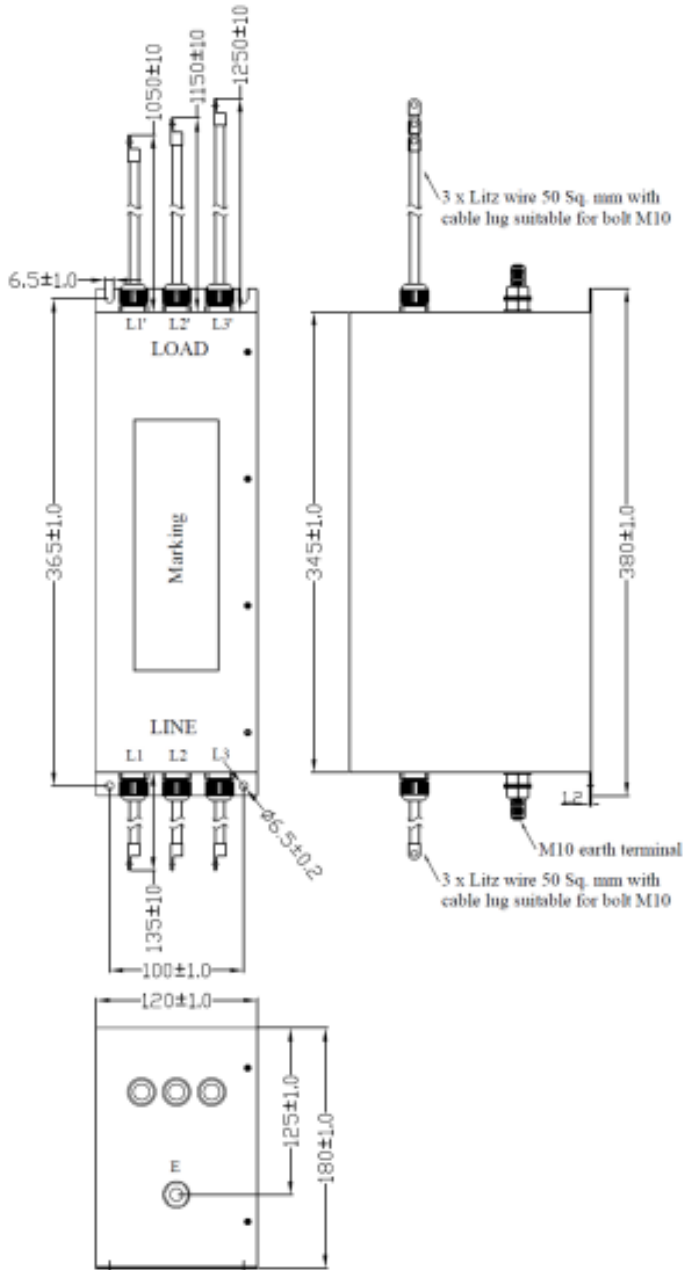 1050±10
1150±10
1250±10
3 x Litz wire 50 Sq. mm with
cable lug suitable for bolt M10
6.5±1.0
L1' L2' L3'
LOAD
365±1.0
Marking
345±1.0
380±1.0
LINE
L1 L2 L3
1.2
ø6.5±0.2
M10 earth terminal
3 x Litz wire 50 Sq. mm with
cable lug suitable for bolt M10
135±10
100±1.0
120±1.0
125±1.0
180±1.0
E